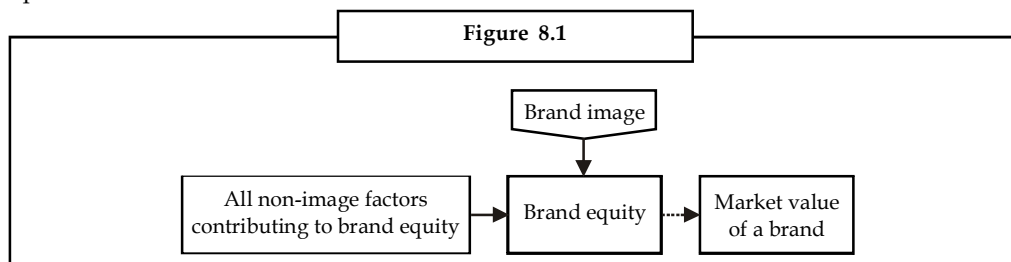 Figure 8.1
Brand image
All non-image factors
contributing to brand equity
Brand equity
Market value
of a brand